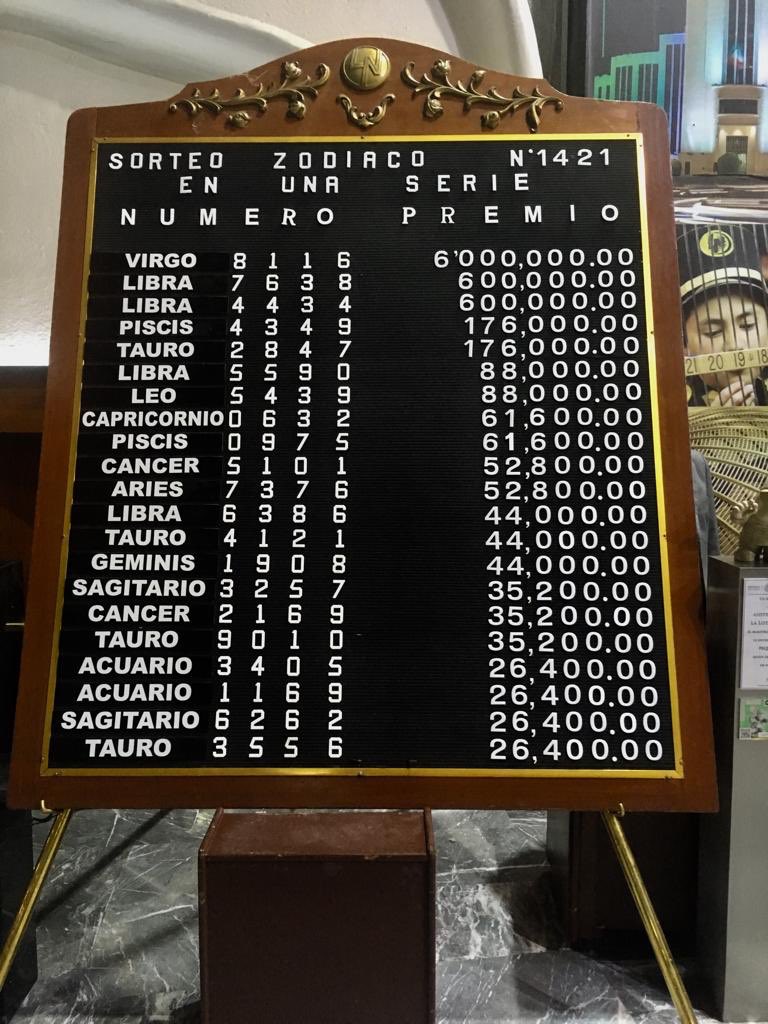 LN
SORTEO ZODIACO N·1421
EN UNA SERIE
NUMERO PREMIO
VIRGO 8116 6'000,000.00
LIBRA 7638 600,000.00
LIBRA 4434 600,000.00
PISCIS 4349 176,000.00
TAURO 2847 176,000.00
LIBRA 5590 88,000.00
LEO 5439 88,000.00
CAPRICORNIO 0632 61,600.00
PISCIS 0975 61,600.00
CANCER 5101 52,800.00
ARIES 7376 52,800.00
LIBRA 6386 44,000.00
TAURO 4121 44,000.00
GEMINIS 1908 44,000.00
SAGITARIO 3257 35,200.00
CANCER 2169 35,200.00
TAURO 9010 35,200.00
ACUARIO 3405 26,400.00
ACUARIO 1169 26,400.00
SAGITARIO 6262 26,400.00
TAURO 3556 26,400.00
21 20 19 18